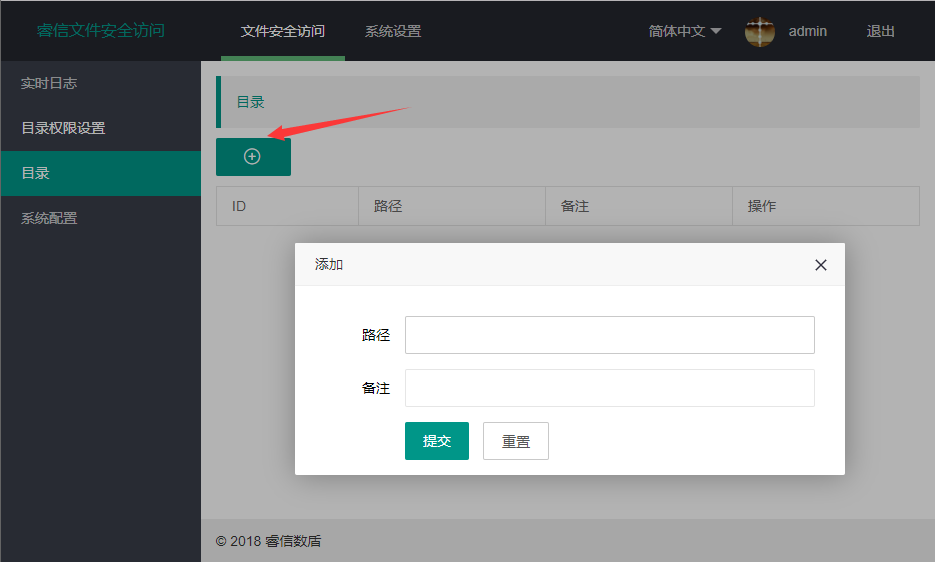 睿信文件安全访问 文件安全访问 系统设置 简体中文 admin 退出
实时日志
目录权限设置
目录
系统配置
目录
ID 路径 备注 操作
添加
路径
备注
提交 重置
© 2018 睿信数盾